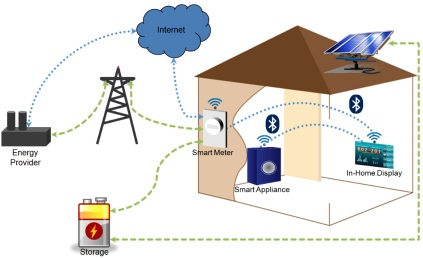 Internet
Energy
Provider
Smart Meter
Smart Appliance
In-Home Display
Storage